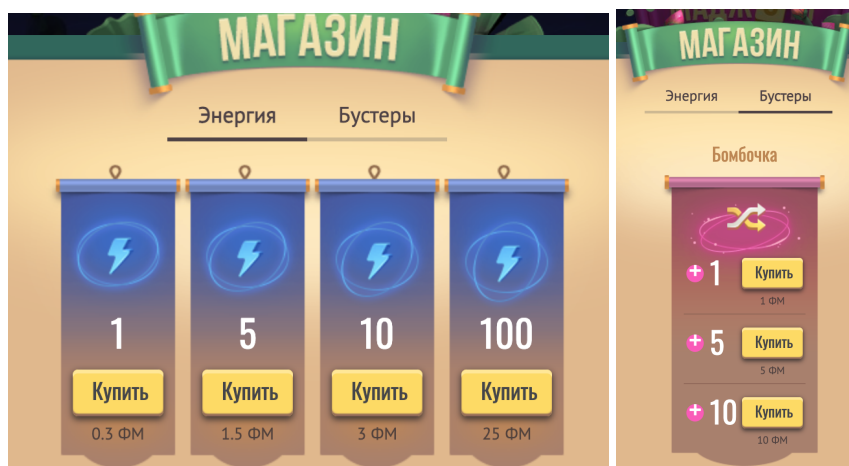 МАГАЗИН
Энергия Бустеры
1 5 10 100
Купить Купить Купить Купить
0.3 ФМ 1.5 ФМ 3 ФМ 25 ФМ
МАГАЗИН
Энергия Бустеры
Бомбочка
+ 1 Купить
1 ФМ
+ 5 Купить
5 ФМ
+ 10 Купить
10 ФМ